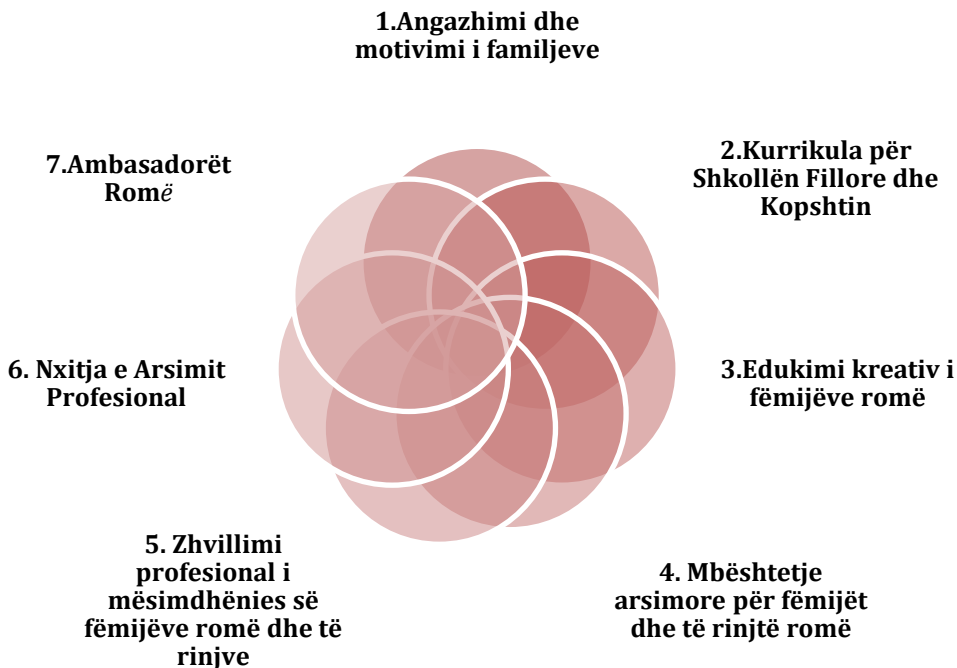 1.Angazhimi dhe
motivimi i familjeve
2.Kurrikula për
Shkollën Fillore dhe
Kopshtin
3.Edukimi kreativ i
fëmijëve romë
4. Mbështetje
arsimore për fëmijët
dhe të rinjtë romë
5. Zhvillimi
profesional i
mësimdhënies së
fëmijëve romë dhe të
rinjve
6. Nxitja e Arsimit
Profesional
7.Ambasadorët
Romë